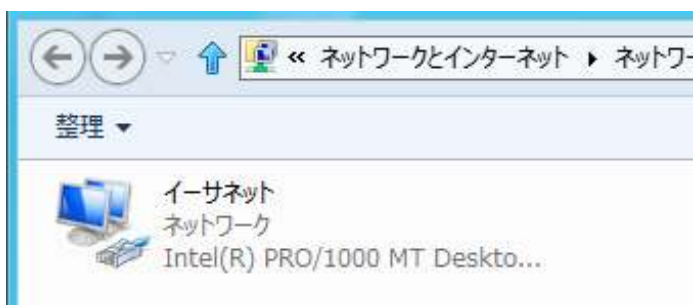 « ネットワークとインターネット ▸ ネットワー
整理 ▼
イーサネット
ネットワーク
Intel(R) PRO/1000 MT Deskto...